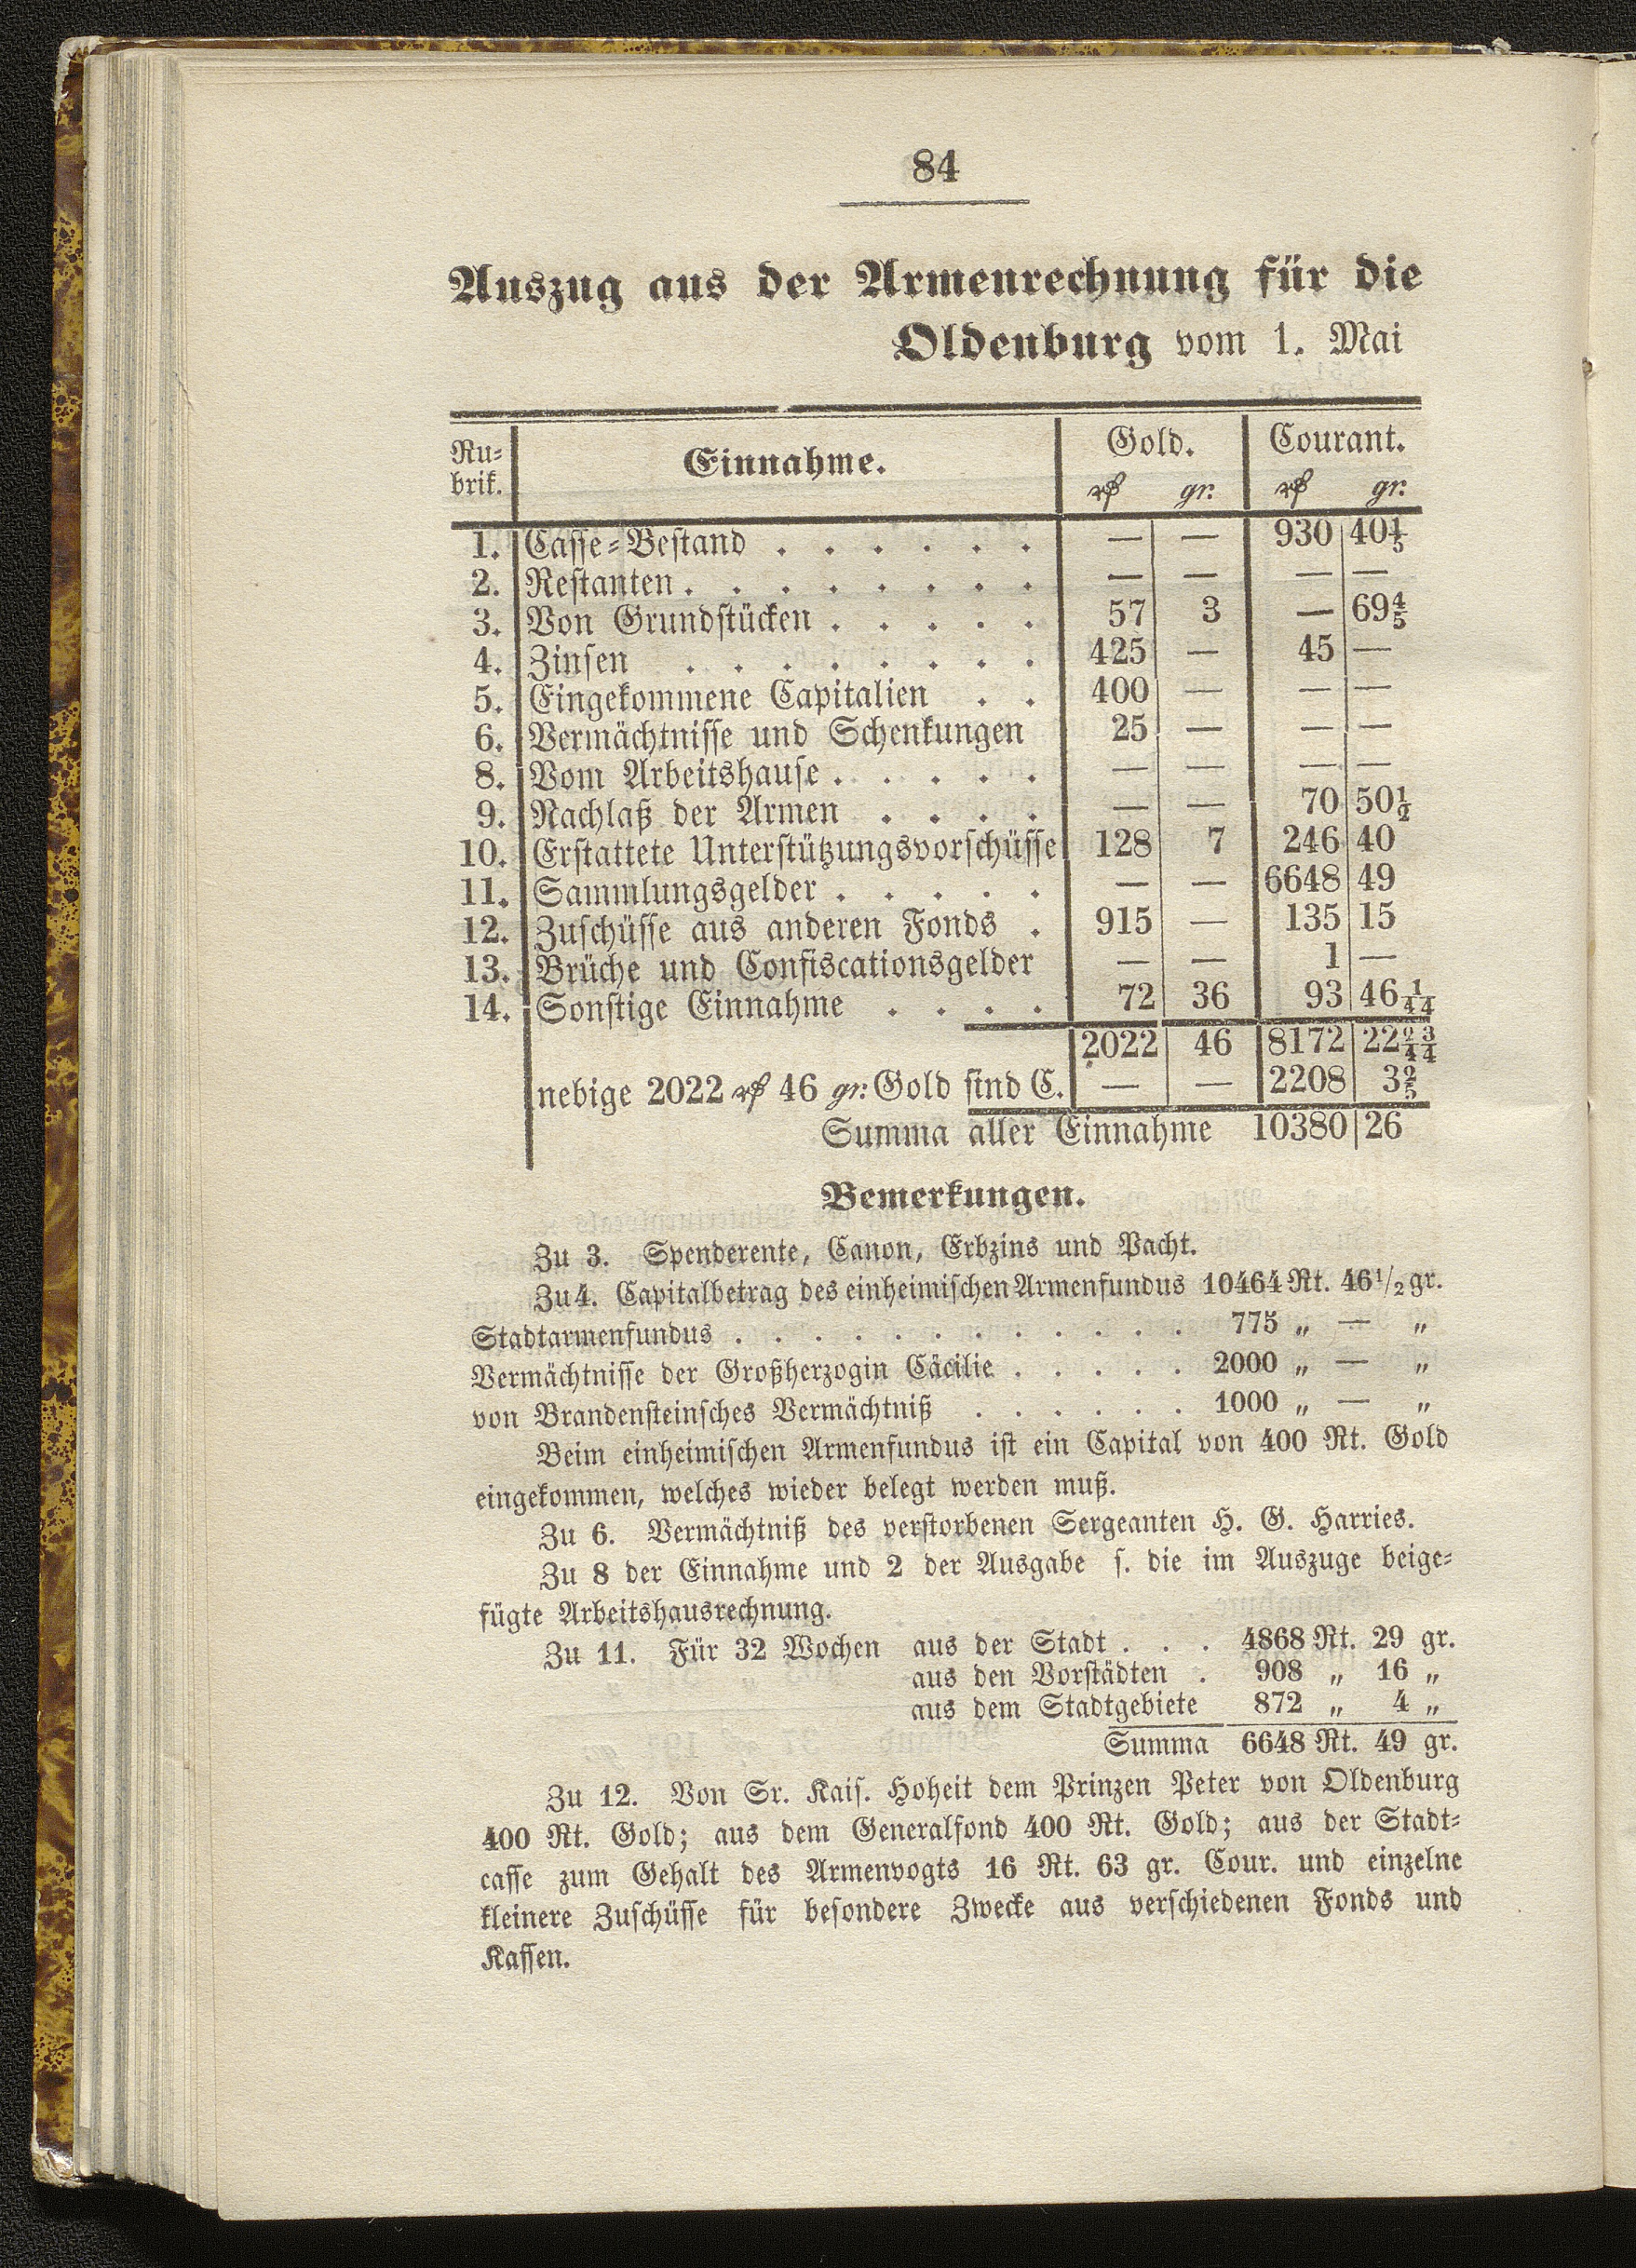 84
Auszug aus der Armenrechnung für die
Oldenburg vom 1. Mai
Ru- Einnahme. Gold. Courant.
brik. ₰ gr. ₰ gr.
1. Casse-Bestand . . . . . . — — 930 40⅘
2. Restanten . . . . . . . . — — — —
3. Von Grundstücken . . . . . 57 3 — 69⅘
4. Zinsen . . . . . . . . 425 — 45 —
5. Eingekommene Capitalien . . 400 — — —
6. Vermächtnisse und Schenkungen 25 — — —
8. Vom Arbeitshause . . . . . — — — —
9. Nachlaß der Armen . . . . — — 70 50½
10. Erstattete Unterstützungsvorschüsse 128 7 246 40
11. Sammlungsgelder . . . . . — — 6648 49
12. Zuschüsse aus anderen Fonds . 915 — 135 15
13. Brüche und Confiscationsgelder — — 1 —
14. Sonstige Einnahme . . . . 72 36 93 46 1/44
2022 46 8172 22 23/44
nebige 2022 46 gr. Gold sind C. — — 2208 3⅖
Summa aller Einnahme 10380 26
Bemerkungen.
Zu 3. Spenderente, Canon, Erbzins und Pacht.
Zu 4. Capitalbetrag des einheimischen Armenfundus 10464 Rt. 46 1/2 gr.
Stadtarmenfundus . . . . . . . . . . . . 775 „ — „
Vermächtnisse der Großherzogin Cäcilie . . . . . 2000 „ — „
von Brandensteinsches Vermächtniß . . . . . . 1000 „ — „
Beim einheimischen Armenfundus ist ein Capital von 400 Rt. Gold
eingekommen, welches wieder belegt werden muß.
Zu 6. Vermächtniß des verstorbenen Sergeanten H. G. Harries.
Zu 8 der Einnahme und 2 der Ausgabe s. die im Auszuge beige-
fügte Arbeitshausrechnung.
Zu 11. Für 32 Wochen aus der Stadt . . . 4868 Rt. 29 gr.
aus den Vorstädten . 908 „ 16 „
aus dem Stadtgebiete 872 „ 4 „
Summa 6648 Rt. 49 gr.
Zu 12. Von Sr. Kais. Hoheit dem Prinzen Peter von Oldenburg
400 Rt. Gold; aus dem Generalfond 400 Rt. Gold; aus der Stadt-
casse zum Gehalt des Armenvogts 16 Rt. 63 gr. Cour. und einzelne
kleinere Zuschüsse für besondere Zwecke aus verschiedenen Fonds und
Kassen.